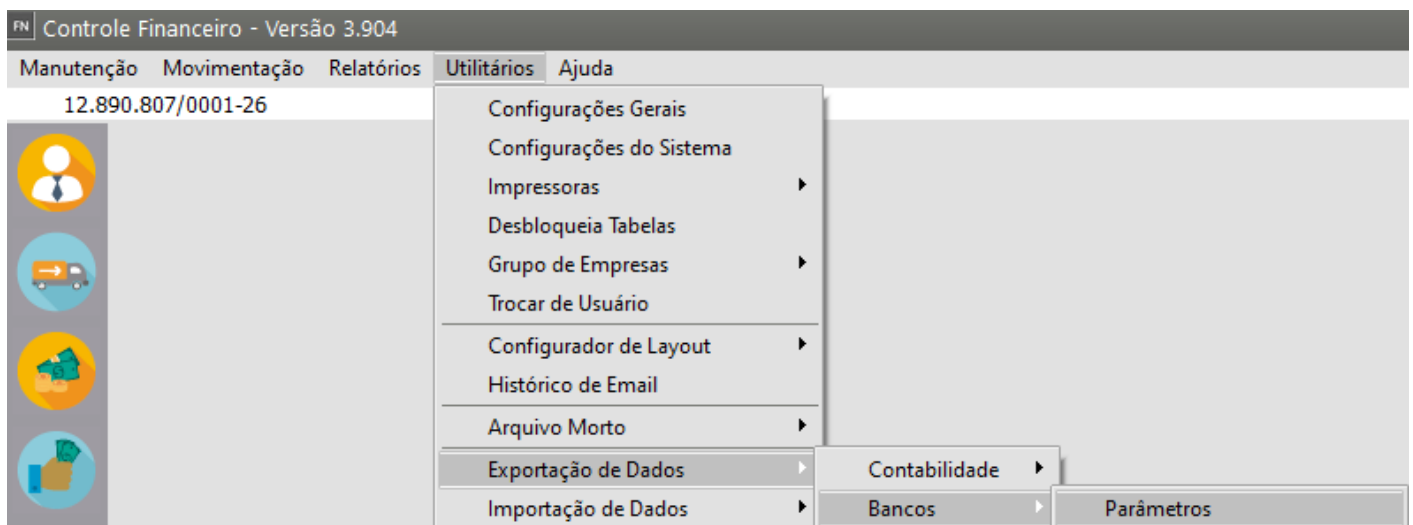 FN Controle Financeiro - Versão 3.904
Manutenção Movimentação Relatórios Utilitários Ajuda
12.890.807/0001-26
Configurações Gerais
Configurações do Sistema
Impressoras
Desbloqueia Tabelas
Grupo de Empresas
Trocar de Usuário
Configurador de Layout
Histórico de Email
Arquivo Morto
Exportação de Dados Contabilidade
Importação de Dados Bancos Parâmetros